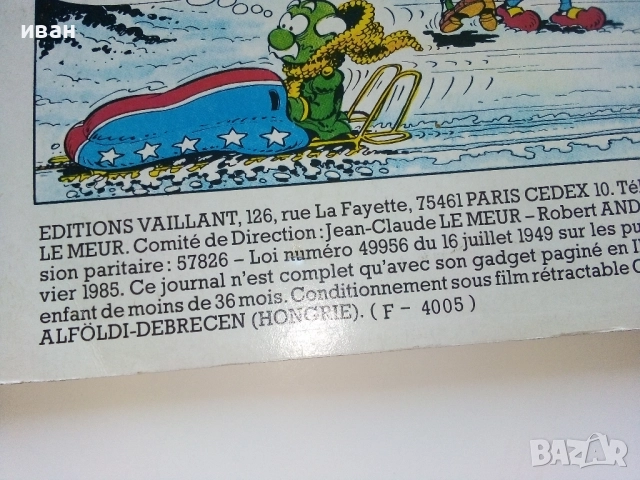 иван
EDITIONS VAILLANT, 126, rue La Fayette, 75461 PARIS CEDEX 10. Tél
LE MEUR. Comité de Direction : Jean-Claude LE MEUR – Robert AND
sion paritaire : 57826 – Loi numéro 49956 du 16 juillet 1949 sur les pu
vier 1985. Ce journal n'est complet qu'avec son gadget paginé en
enfant de moins de 36 mois. Conditionnement sous film rétractable
ALFÖLDI-DEBRECEN (HONGRIE). ( F - 4005 )
BAZAR